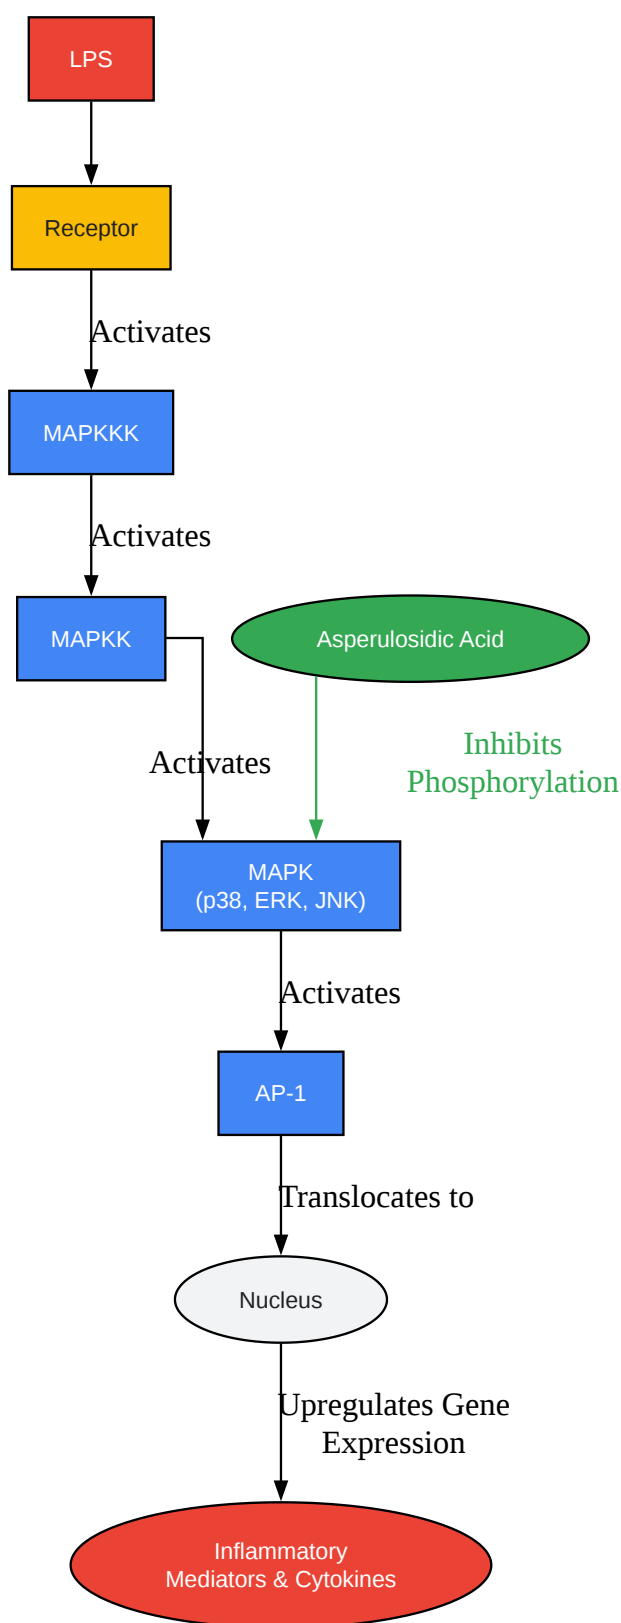 LPS
Receptor
Activates
MAPKKK
Activates
MAPKK
Asperulosidic Acid
Inhibits
Phosphorylation
Activates
MAPK
(p38, ERK, JNK)
Activates
AP-1
Translocates to
Nucleus
Upregulates Gene
Expression
Inflammatory
Mediators & Cytokines